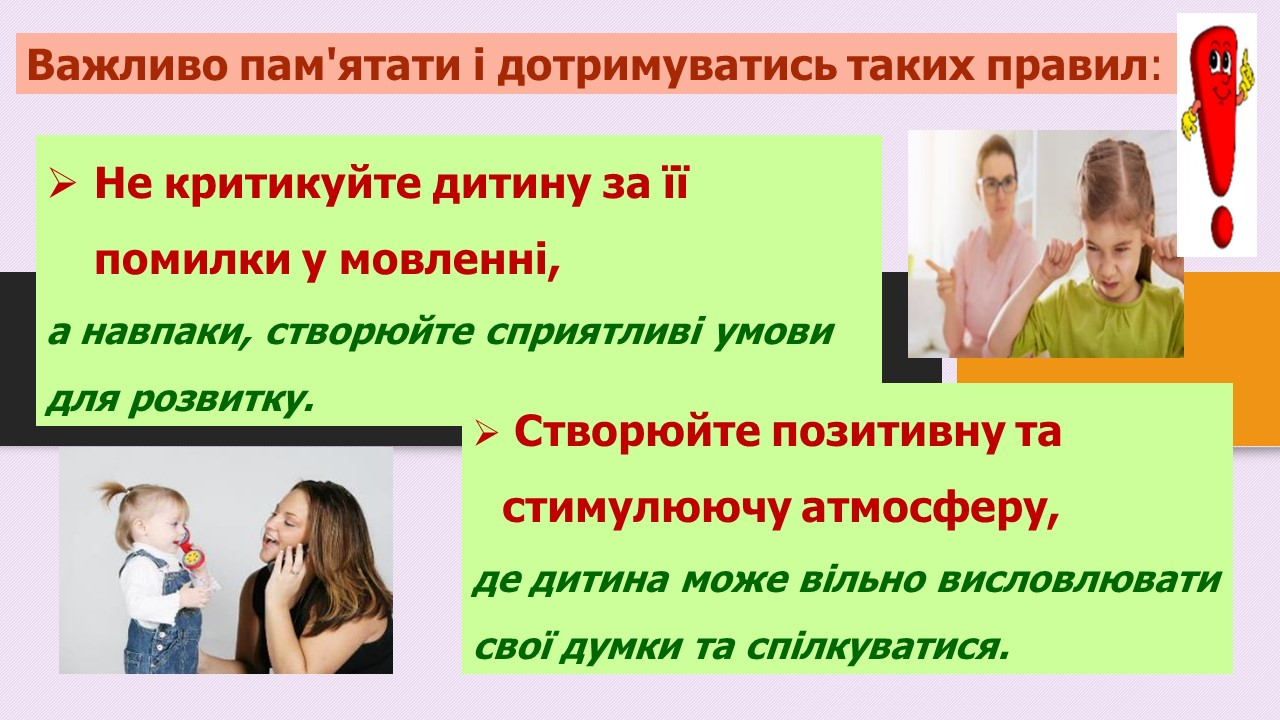 Важливо пам'ятати і дотримуватись таких правил:
➢ Не критикуйте дитину за її
помилки у мовленні,
а навпаки, створюйте сприятливі умови
для розвитку.
➢ Створюйте позитивну та
стимулюючу атмосферу,
де дитина може вільно висловлювати
свої думки та спілкуватися.